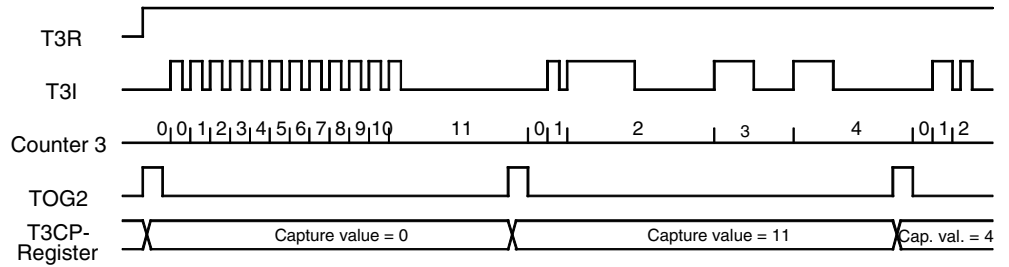 T3R
T3I
Counter 3 0 0 1 2 3 4 5 6 7 8 9 10 11 0 1 2 3 4 0 1 2
TOG2
T3CP-
Register
Capture value = 0 Capture value = 11 Cap. val. = 4